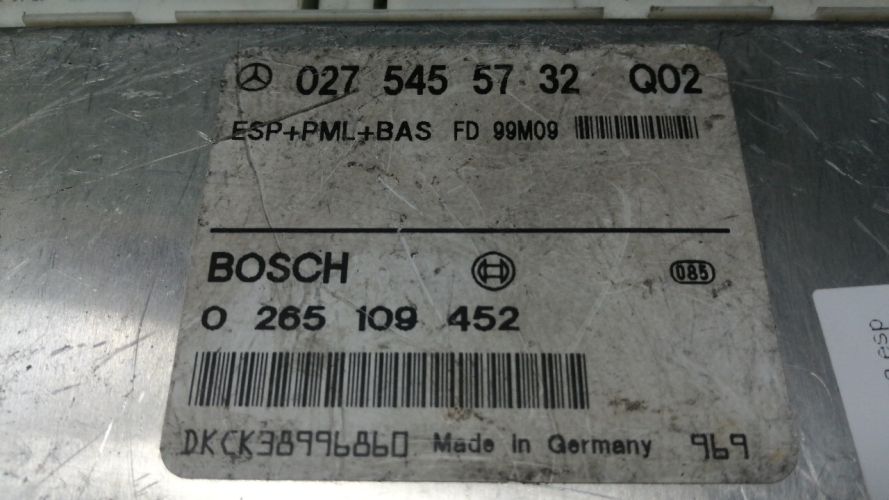 027 545 57 32 Q02
ESP+PML+BAS FD 99M09
BOSCH 085
0 265 109 452
DKCK38996860 Made in Germany 969
esp